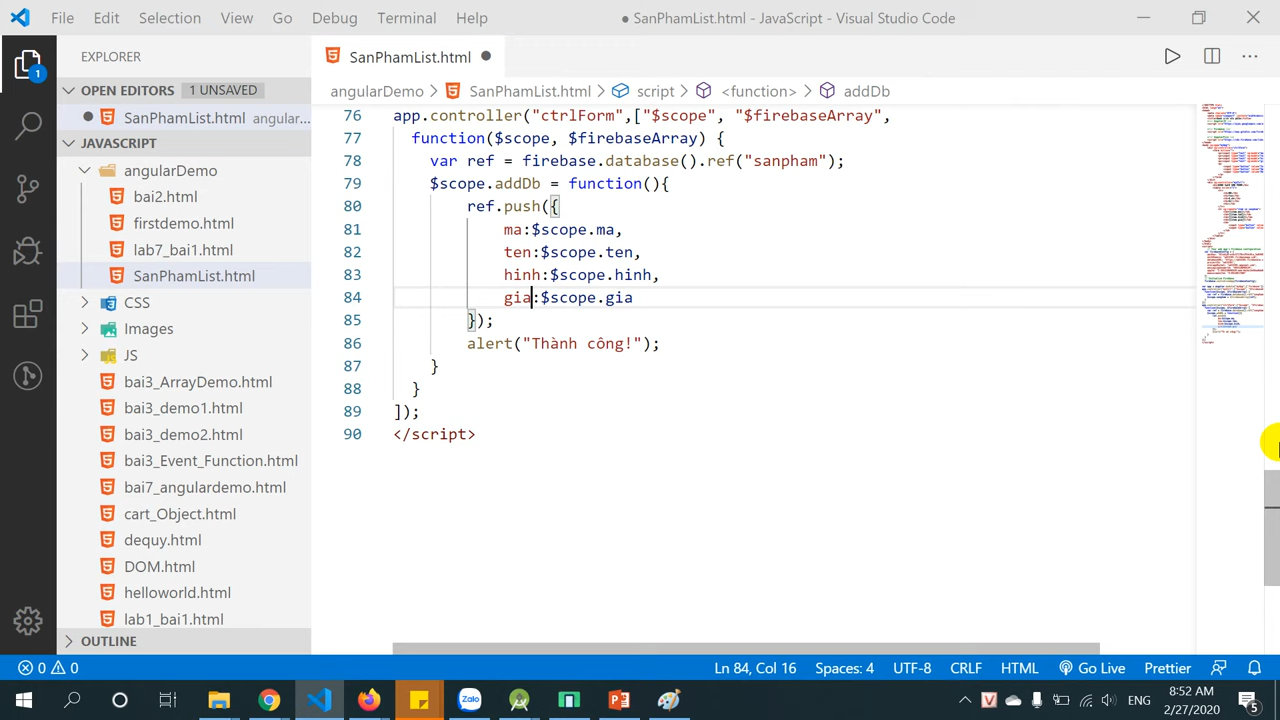 File Edit Selection View Go Debug Terminal Help
● SanPhamList.html - JavaScript - Visual Studio Code
EXPLORER
SanPhamList.html
OPEN EDITORS 1 UNSAVED
angularDemo SanPhamList.html script <function> addDb
SanPhamList.html angular...
JAVASCRIPT
angularDemo
bai2.html
firstdemo.html
lab7_bai1.html
SanPhamList.html
CSS
Images
JS
bai3_ArrayDemo.html
bai3_demo1.html
bai3_demo2.html
bai3_Event_Function.html
bai7_angulardemo.html
cart_Object.html
dequy.html
DOM.html
helloworld.html
lab1_bai1.html
OUTLINE
76 app.controller("ctrlForm",["$scope", "$firebaseArray",
77 function($scope, $firebaseArray) {
78 var ref = firebase.database().ref("sanpham");
79 $scope.addDb = function(){
80 ref.push({
81 ma:$scope.ma,
82 ten:$scope.ten,
83 hinh:$scope.hinh,
84 gia:$scope.gia
85 });
86 alert("Thành công!");
87 }
88 }
89 ]);
90 </script>
0 0 Ln 84, Col 16 Spaces: 4 UTF-8 CRLF HTML Go Live Prettier
ENG 8:52 AM
2/27/2020
1
5
Zalo